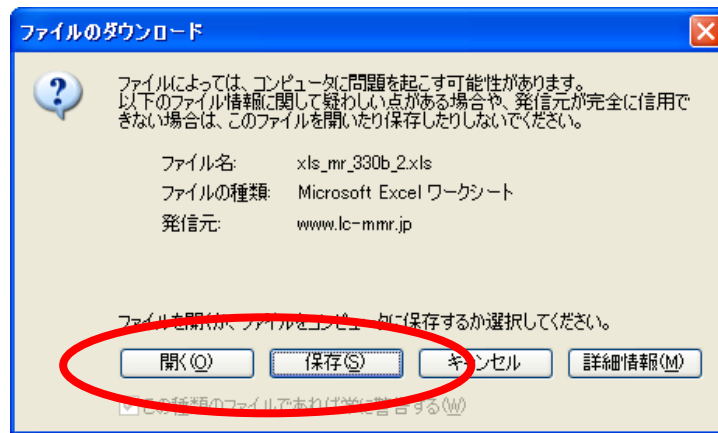 ファイルのダウンロード
ファイルによっては、コンピュータに問題を起こす可能性があります。
以下のファイル情報に関して疑わしい点がある場合や、発信元が完全に信用で
きない場合は、このファイルを開いたり保存したりしないでください。
ファイル名: xls_mr_330b_2.xls
ファイルの種類: Microsoft Excel ワークシート
発信元: www.lc-mmr.jp
ファイルを開くか、ファイルをコンピュータに保存するか選択してください。
開く(O) 保存(S) キャンセル 詳細情報(M)
この種類のファイルであれば常に警告する(W)